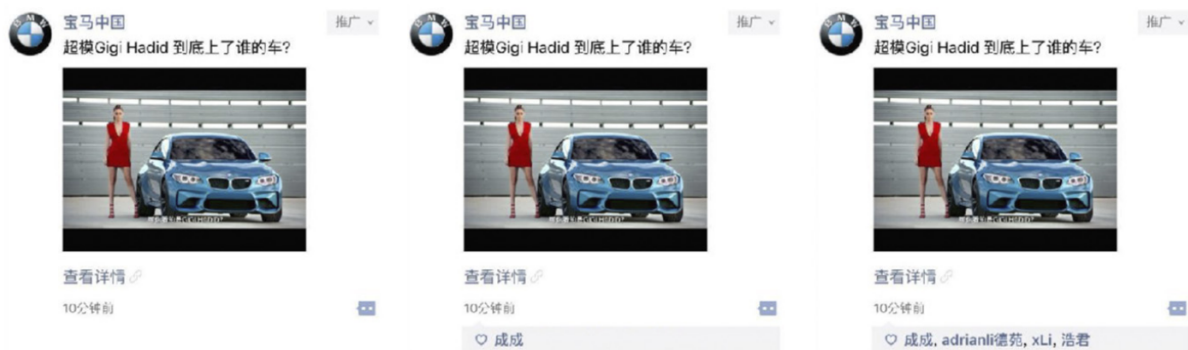 BMW
宝马中国
推广
超模Gigi Hadid 到底上了谁的车?
查看详情
10分钟前
BMW
宝马中国
推广
超模Gigi Hadid 到底上了谁的车?
查看详情
10分钟前
成成
BMW
宝马中国
推广
超模Gigi Hadid 到底上了谁的车?
查看详情
10分钟前
成成, adrianli德苑, xLi, 浩君